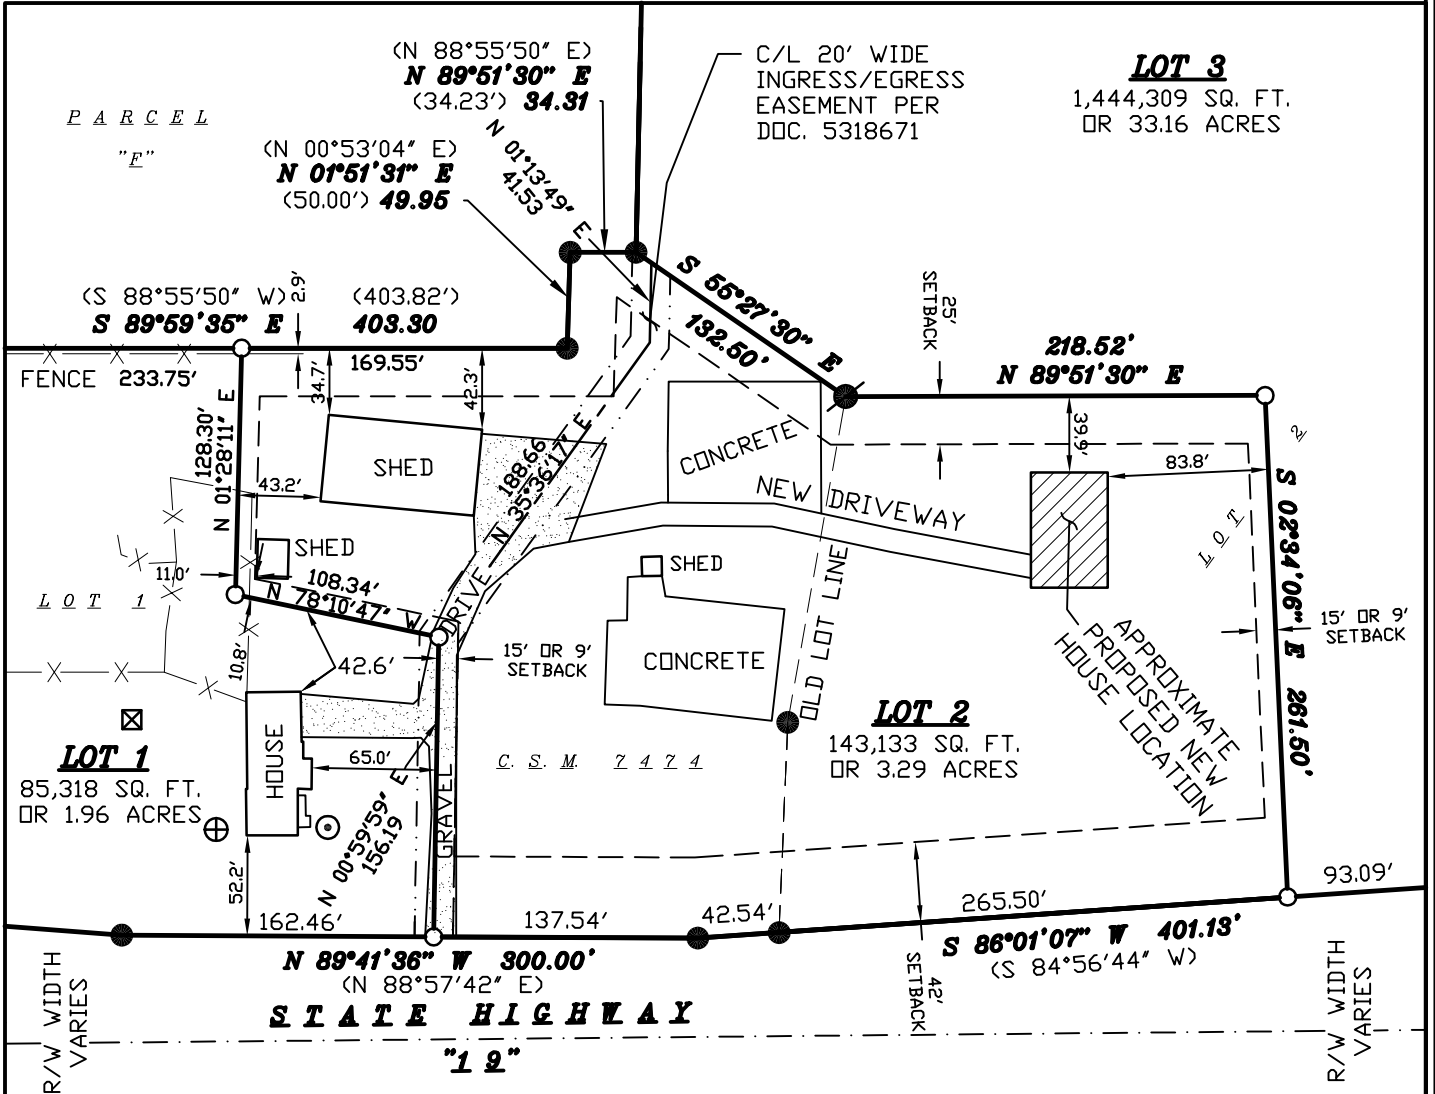 (N 88°55'50" E)
N 89°51'30" E
(34.23') 34.31
C/L 20' WIDE
INGRESS/EGRESS
EASEMENT PER
DOC. 5318671
LOT 3
1,444,309 SQ. FT.
OR 33.16 ACRES
PARCEL
"F"
(N 00°53'04" E)
N 01°51'31" E
(50.00') 49.95
N 01°13'49" E
41.53
(S 88°55'50" W)
(403.82')
S 89°59'35" E
403.30
2.9'
S 55°27'30" E
132.50'
25'
SETBACK
218.52'
N 89°51'30" E
FENCE
233.75'
169.55'
34.7'
42.3'
128.30'
N 01°28'11" E
43.2'
SHED
188.66
N 35°36'17" E
CONCRETE
NEW DRIVEWAY
39.9'
83.8'
LOT
2
S 02°34'06" E 261.50'
SHED
11.0'
108.34'
N 78°10'47" W
DRIVE
SHED
OLD LOT LINE
LOT 1
10.8'
42.6'
15' OR 9'
SETBACK
CONCRETE
APPROXIMATE
PROPOSED NEW
HOUSE LOCATION
15' OR 9'
SETBACK
LOT 1
85,318 SQ. FT.
OR 1.96 ACRES
HOUSE
65.0'
C.S.M. 7474
LOT 2
143,133 SQ. FT.
OR 3.29 ACRES
GRAVEL
N 00°59'59" E
156.19
52.2'
162.46'
137.54'
42.54'
265.50'
93.09'
N 89°41'36" W 300.00'
(N 88°57'42" E)
S 86°01'07" W 401.13'
(S 84°56'44" W)
42'
SETBACK
STATE HIGHWAY
"19"
R/W WIDTH
VARIES
R/W WIDTH
VARIES